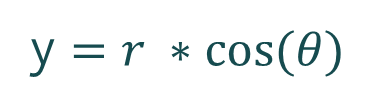 y = r * cos(θ)